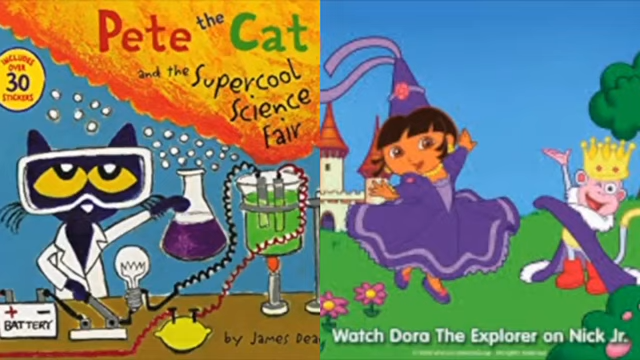 Pete the Cat
and the Supercool
Science
Fair
INCLUDES
OVER
30
STICKERS
+ -
BATTERY
by James Dea
Watch Dora The Explorer on Nick Jr.